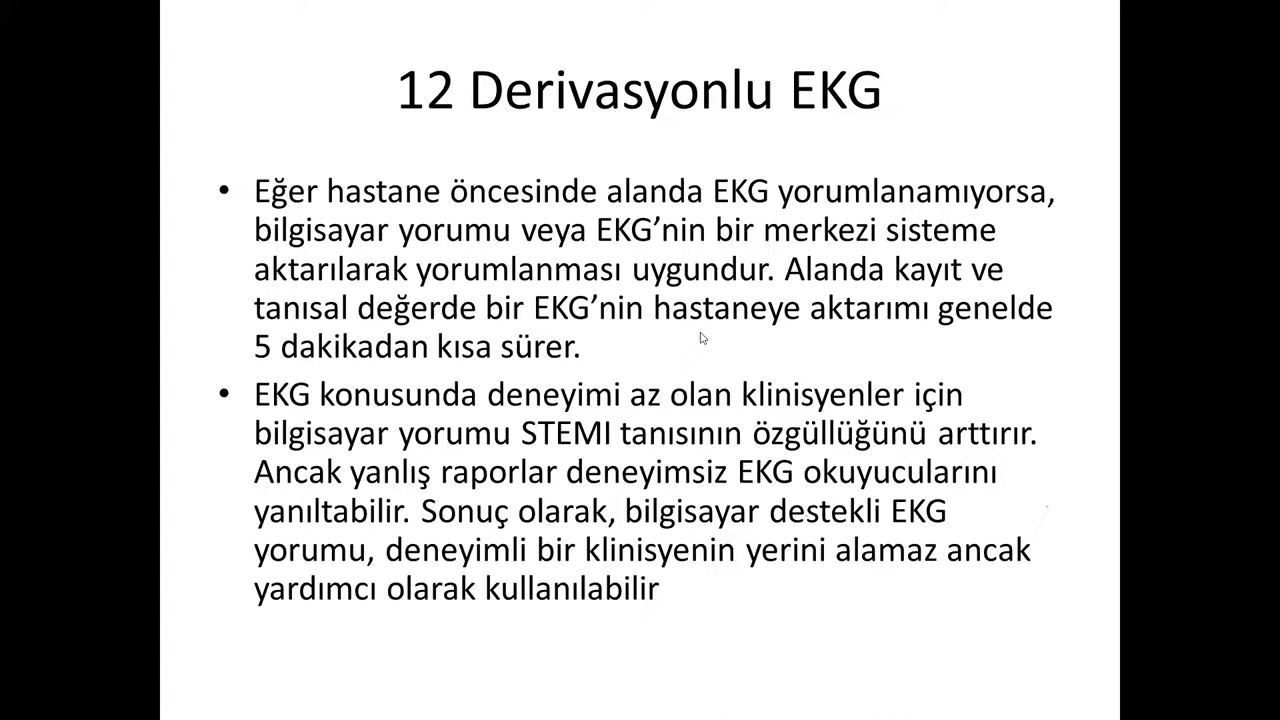 12 Derivasyonlu EKG
• Eğer hastane öncesinde alanda EKG yorumlanamıyorsa,
bilgisayar yorumu veya EKG’nin bir merkezi sisteme
aktarılarak yorumlanması uygundur. Alanda kayıt ve
tanısal değerde bir EKG’nin hastaneye aktarımı genelde
5 dakikadan kısa sürer.
• EKG konusunda deneyimi az olan klinisyenler için
bilgisayar yorumu STEMI tanısının özgüllüğünü arttırır.
Ancak yanlış raporlar deneyimsiz EKG okuyucularını
yanıltabilir. Sonuç olarak, bilgisayar destekli EKG
yorumu, deneyimli bir klinisyenin yerini alamaz ancak
yardımcı olarak kullanılabilir